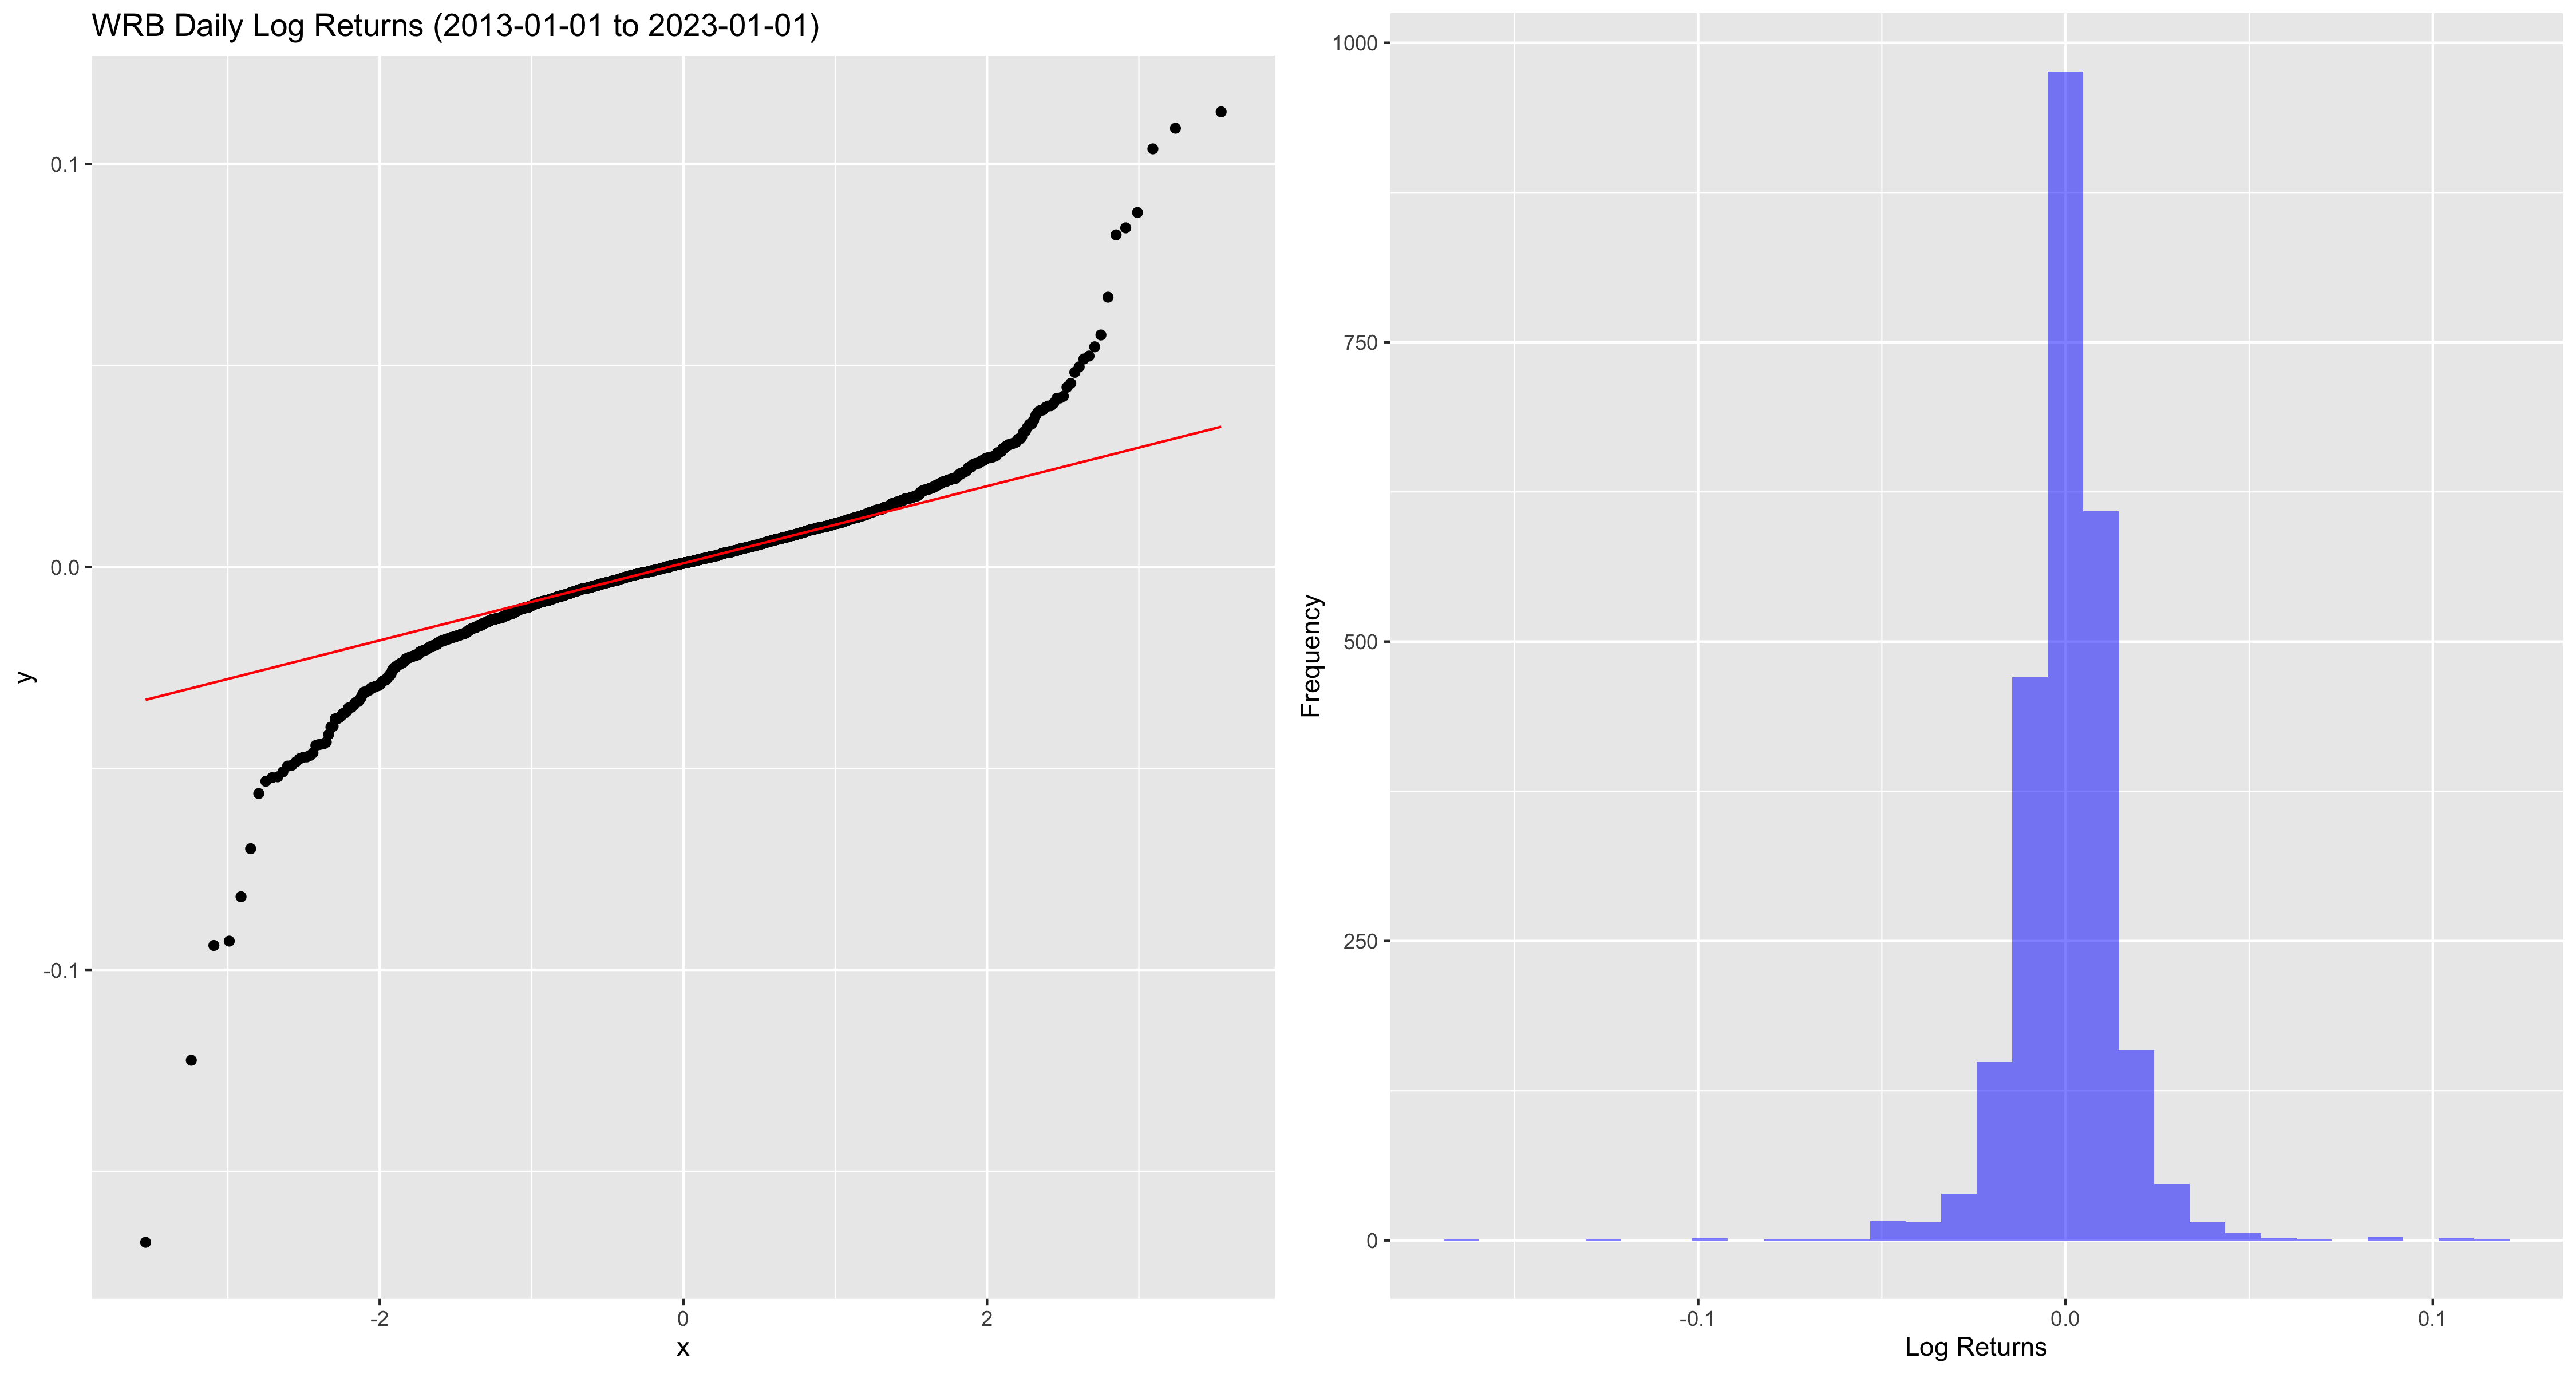 WRB Daily Log Returns (2013-01-01 to 2023-01-01)
0.1
0.0
-0.1
y
-2
0
2
x
1000
750
500
250
0
Frequency
-0.1
0.0
0.1
Log Returns